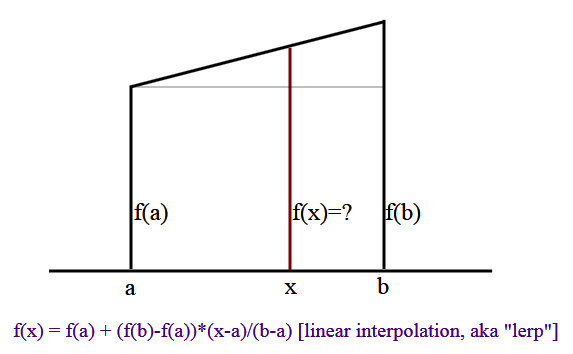 f(a)
f(x)=?
f(b)
a
x
b
f(x) = f(a) + (f(b)-f(a))*(x-a)/(b-a) [linear interpolation, aka "lerp"]